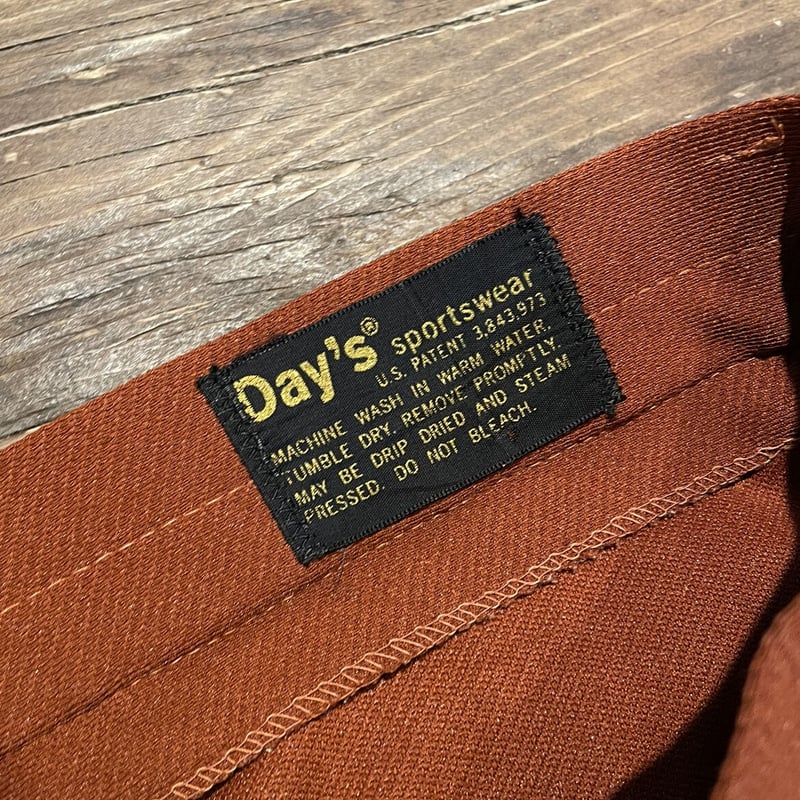 Day's® sportswear
U.S. PATENT 3,843,973
MACHINE WASH IN WARM WATER.
TUMBLE DRY. REMOVE PROMPTLY.
MAY BE DRIP DRIED AND STEAM
PRESSED. DO NOT BLEACH.